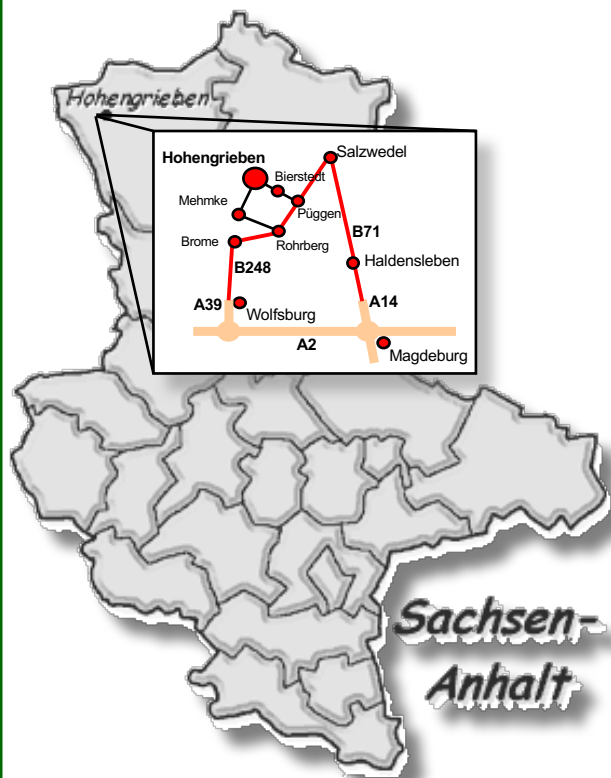 Hohengrieben
Salzwedel
Hohengrieben
Bierstedt
Mehmke
Püggen
Brome
Rohrberg
B71
B248
Haldensleben
A39
A14
Wolfsburg
A2
Magdeburg
Sachsen-
Anhalt